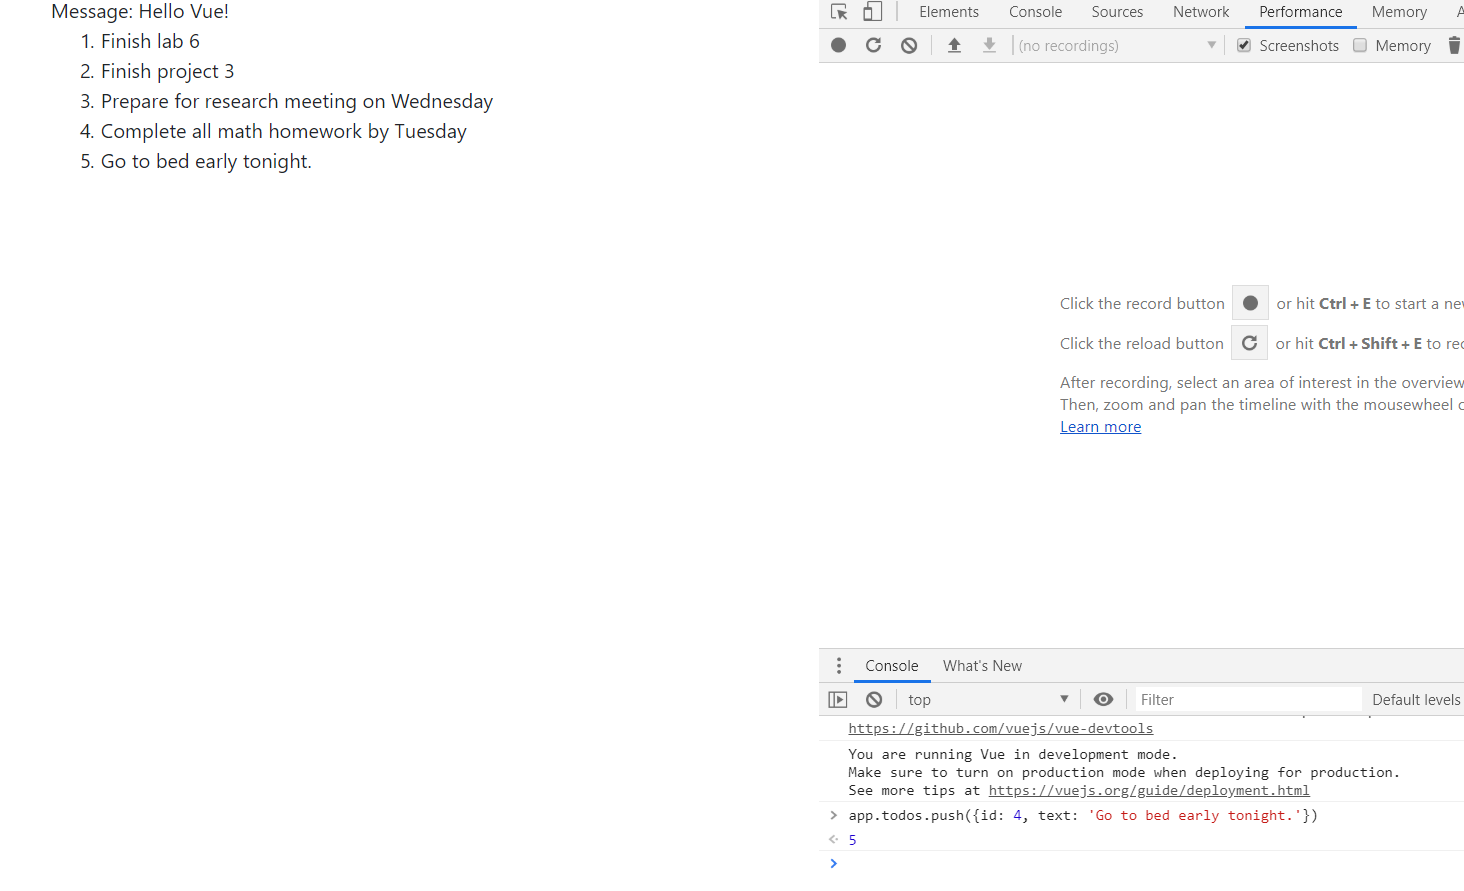 Message: Hello Vue!
1. Finish lab 6
2. Finish project 3
3. Prepare for research meeting on Wednesday
4. Complete all math homework by Tuesday
5. Go to bed early tonight.
Elements Console Sources Network Performance Memory
(no recordings) Screenshots Memory
Click the record button or hit Ctrl + E to start a
Click the reload button or hit Ctrl + Shift + E to
After recording, select an area of interest in the overview
Then, zoom and pan the timeline with the mousewheel
Learn more
Console What's New
top Filter Default levels
https://github.com/vuejs/vue-devtools
You are running Vue in development mode.
Make sure to turn on production mode when deploying for production.
See more tips at https://vuejs.org/guide/deployment.html
app.todos.push({id: 4, text: 'Go to bed early tonight.'})
5